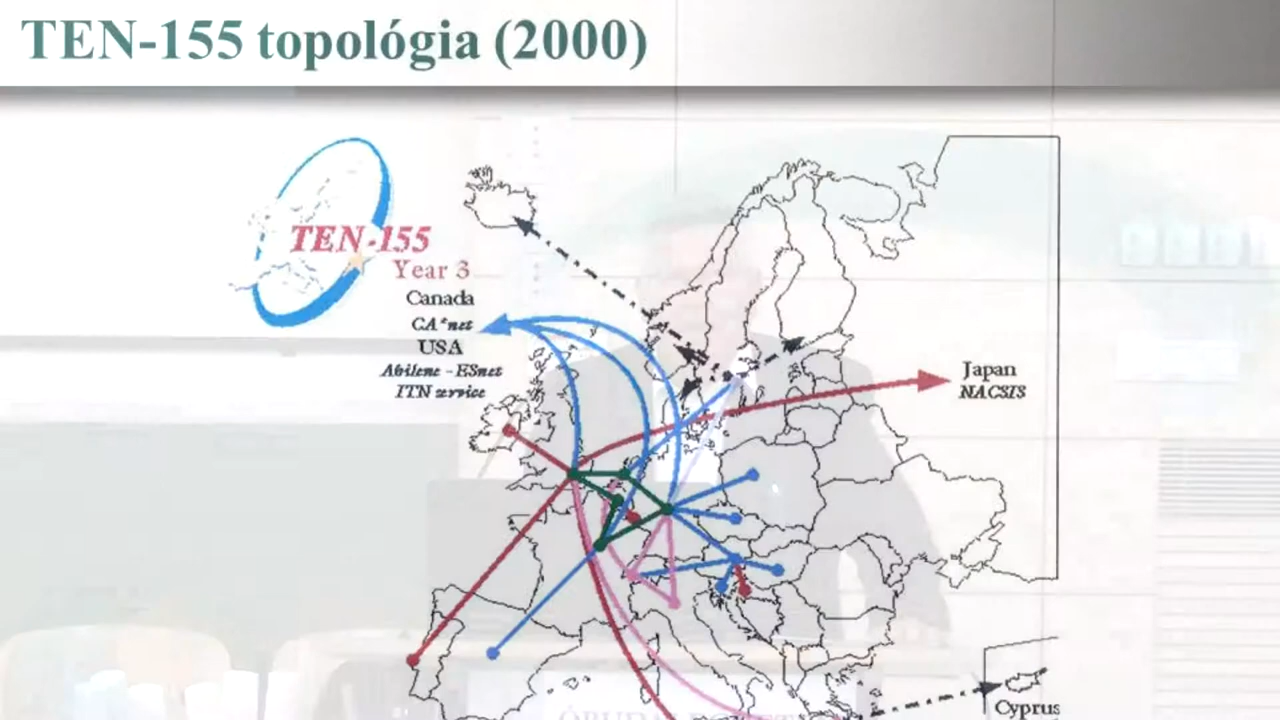 TEN-155 topológia (2000)
TEN-155
Year 3
Canada
CA*net
USA
Abilene - ESnet
ITN service
Japan
NACSIS
Cyprus